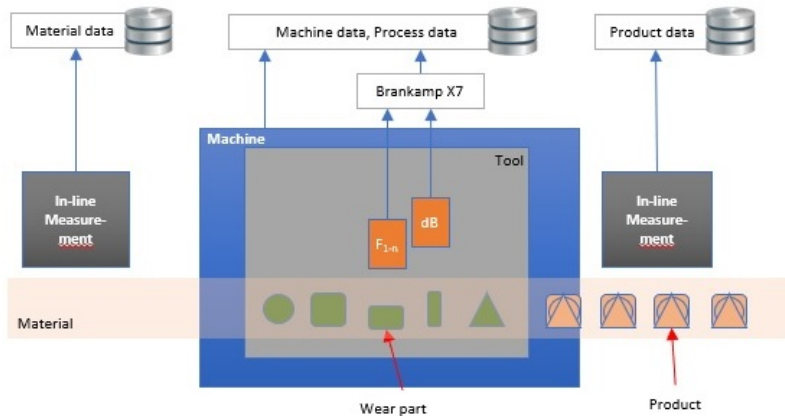 Material data
Machine data, Process data
Product data
Brankamp X7
Machine
Tool
In-line
Measure-
ment
dB
F1-n
In-line
Measure-
ment
Material
Wear part
Product